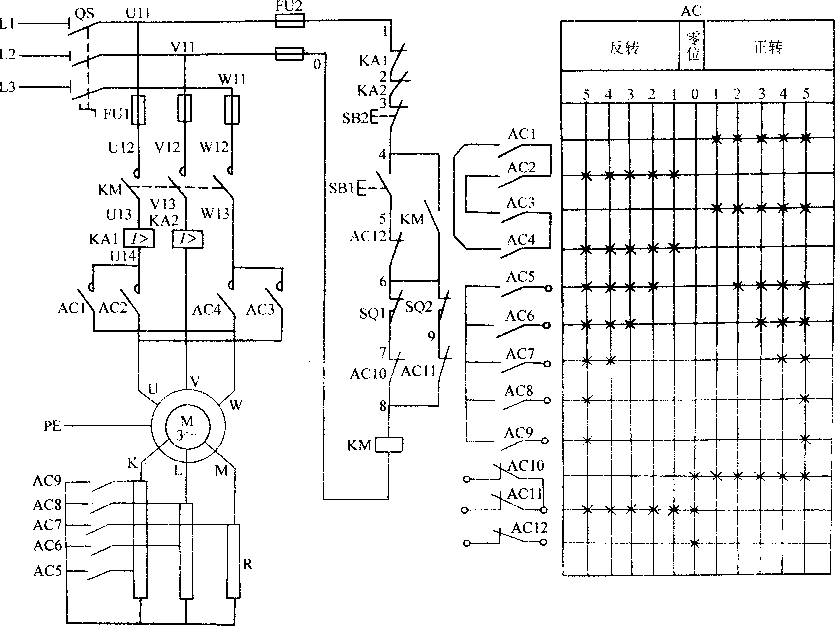 L1
QS
U11
FU2
L2
V11
0
L3
W11
FU1
U12
V12
W12
KM
U13
V13
W13
KA1
I>
KA2
I>
U14
AC1
AC2
AC4
AC3
U
V
W
PE
M
3~
K
L
M
AC9
AC8
AC7
AC6
AC5
R
1
KA1
2
KA2
3
SB2
4
SB1
5
KM
AC12
6
SQ1
SQ2
9
7
AC10
AC11
8
KM
AC
反转
零位
正转
5 4 3 2 1 0 1 2 3 4 5
AC1
AC2
AC3
AC4
AC5
AC6
AC7
AC8
AC9
AC10
AC11
AC12